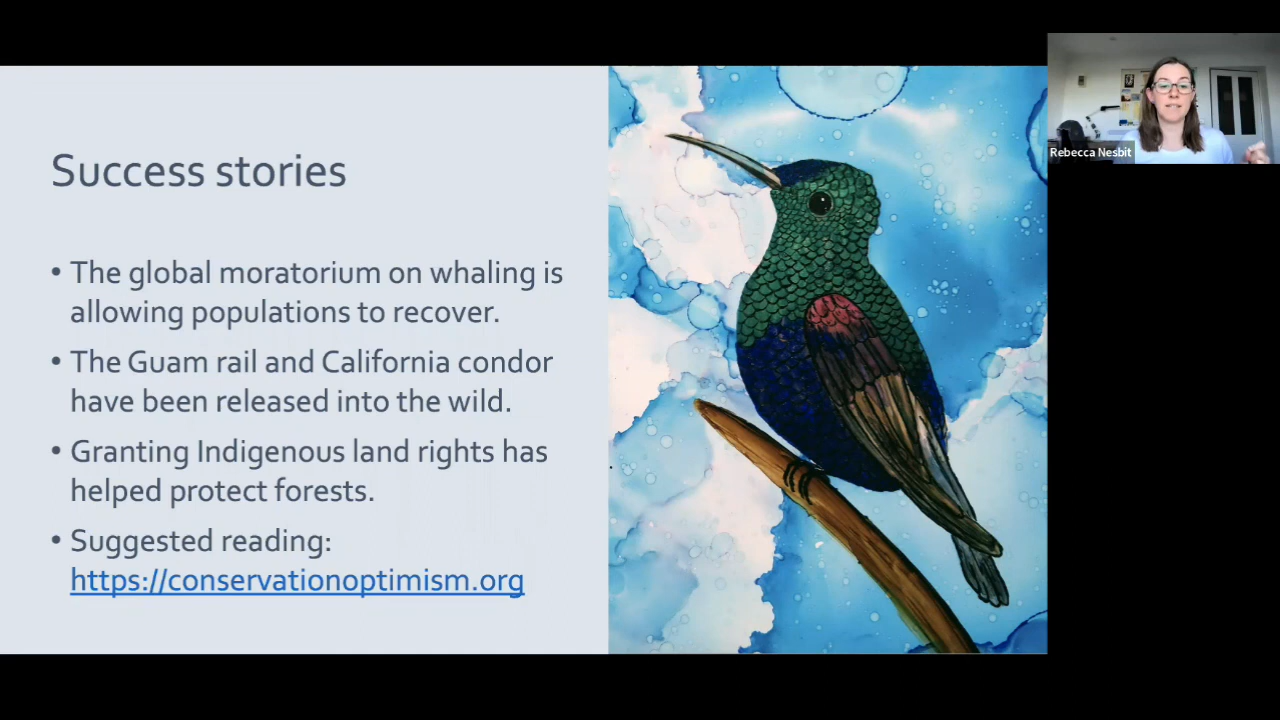 Success stories
• The global moratorium on whaling is
allowing populations to recover.
• The Guam rail and California condor
have been released into the wild.
• Granting Indigenous land rights has
helped protect forests.
• Suggested reading:
https://conservationoptimism.org
Rebecca Nesbit